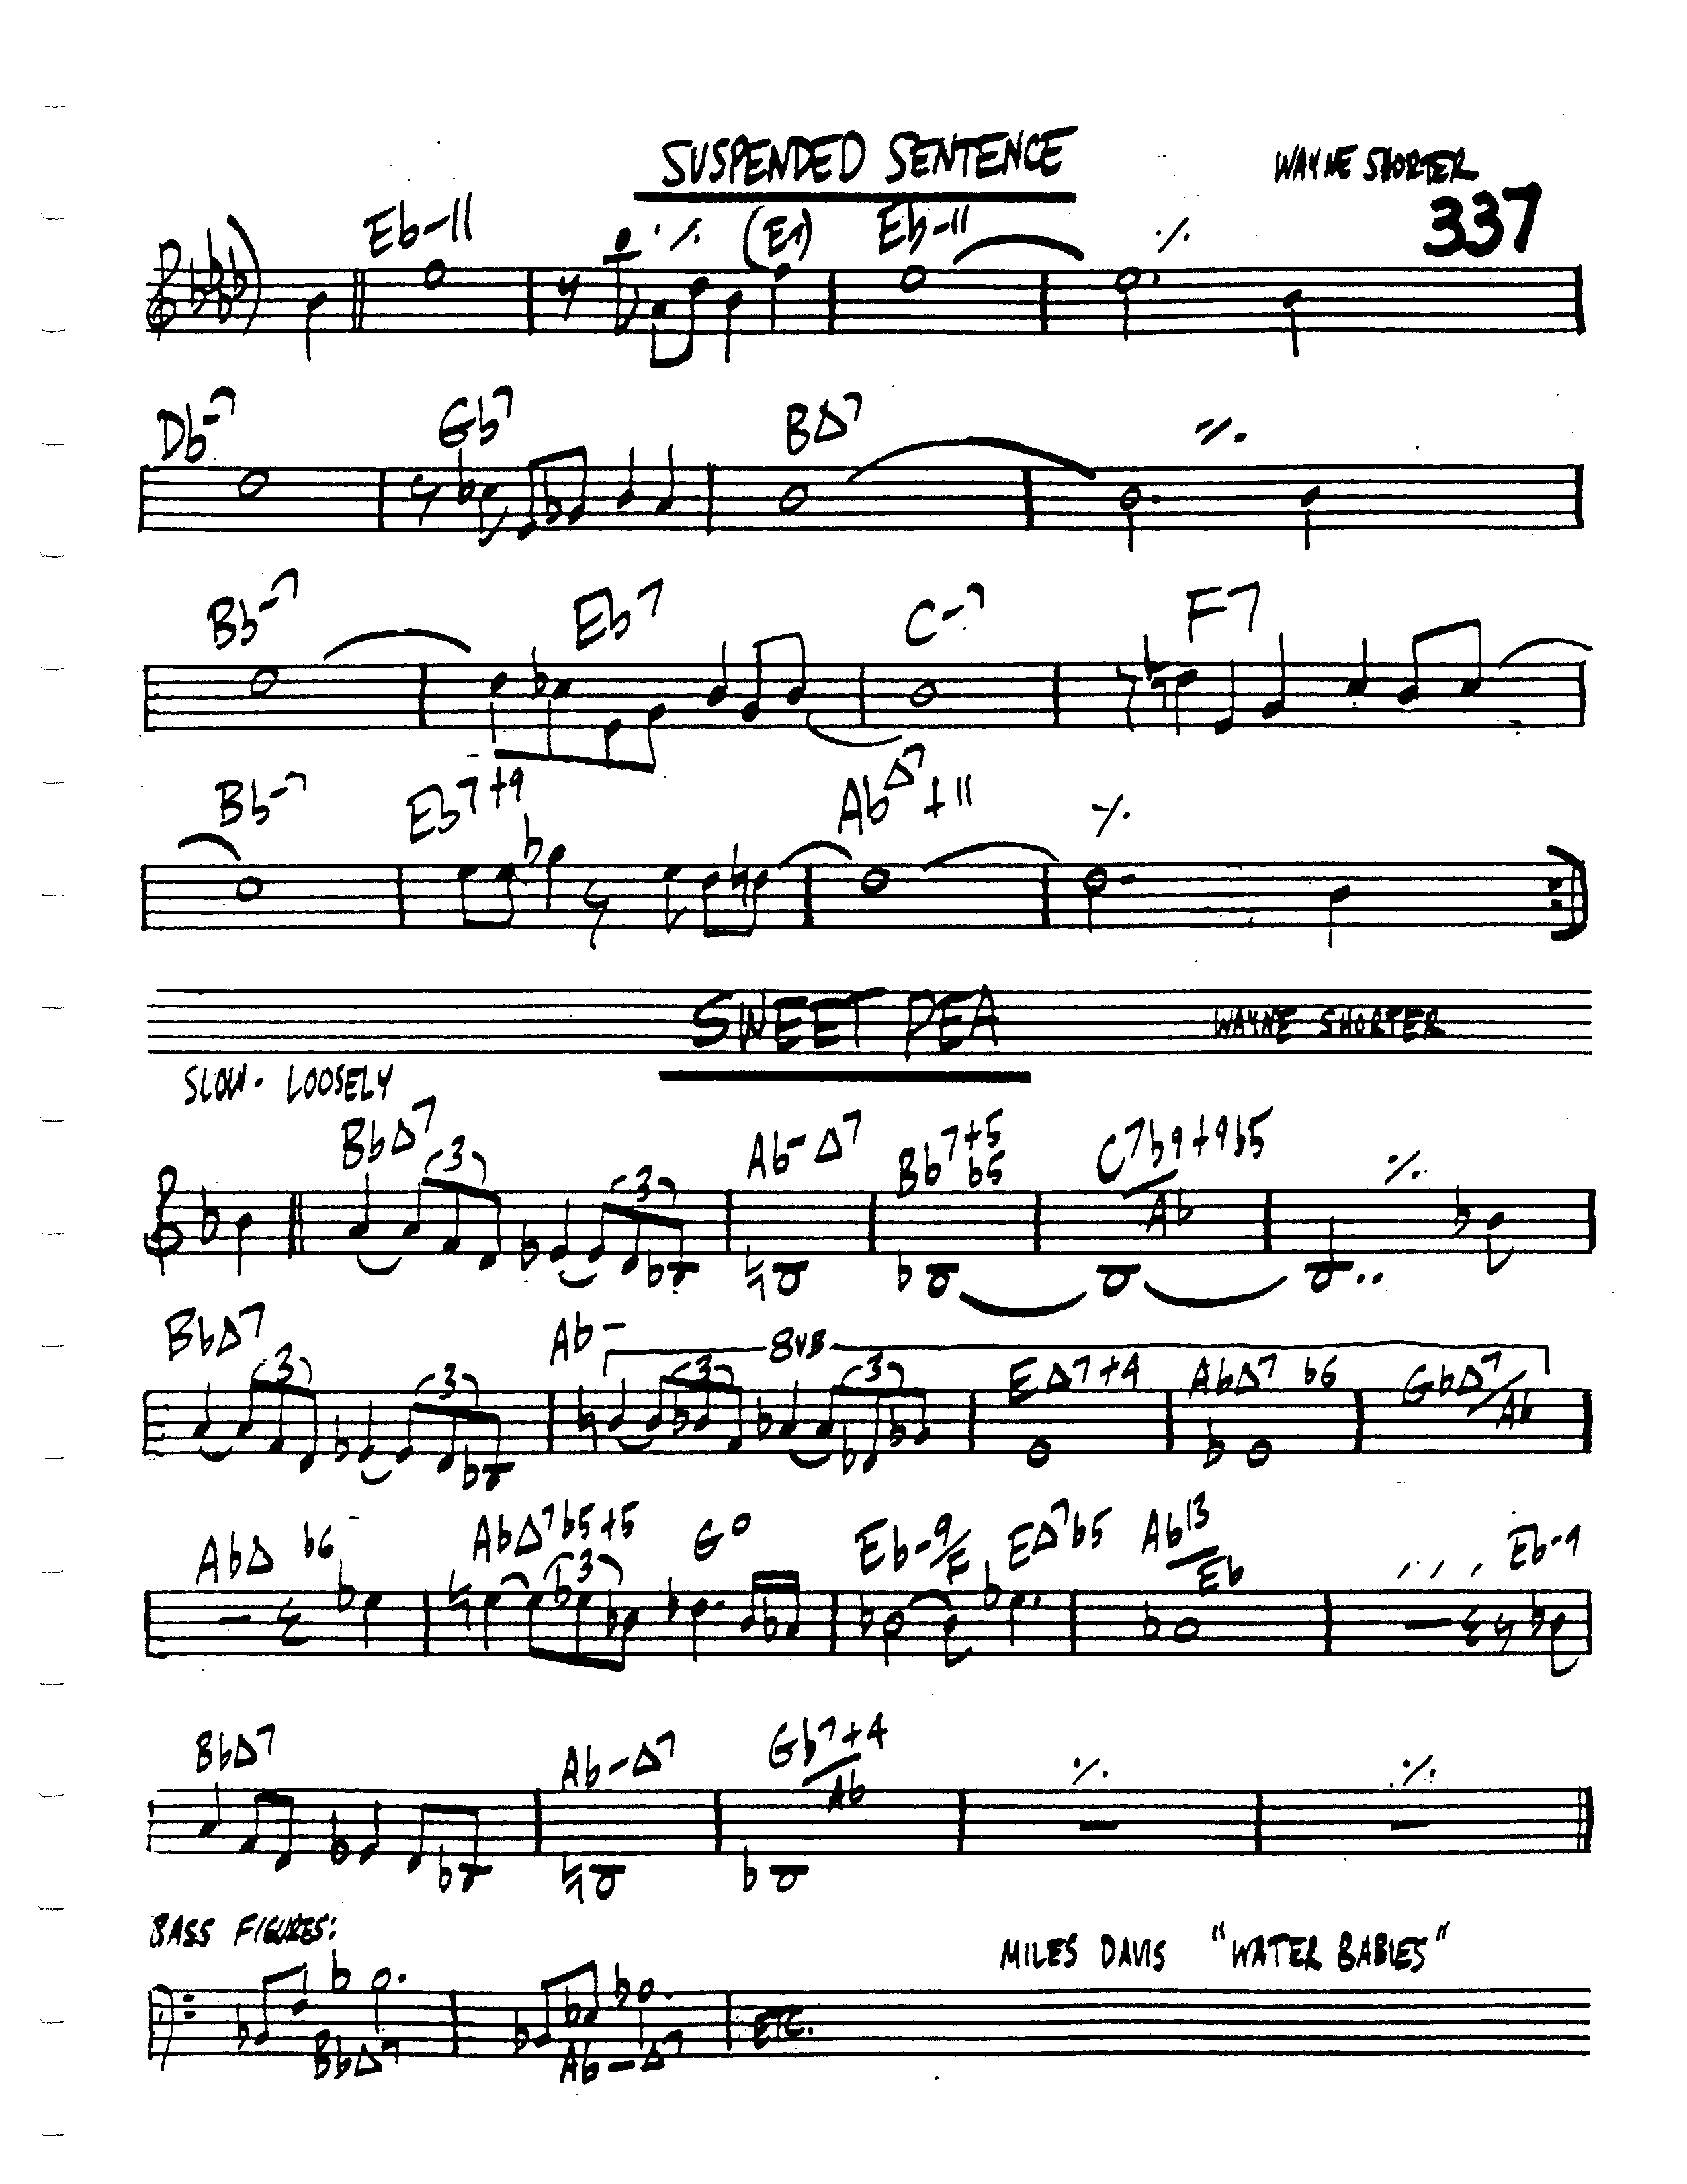 SUSPENDED SENTENCE WAYNE SHORTER
337
Eb-11 ٪ (E7) Eb-11 ٪
Db-7 Gb7 BΔ7 ٪
Bb-7 Eb7 C-7 F7
Bb-7 Eb7+9 AbΔ7+11 ٪
SWEET PEA WAYNE SHORTER
SLOW. LOOSELY
BbΔ7 Ab-Δ7 Bb7+5b5 C7b9+9b5/Ab ٪
3 3
BbΔ7 Ab- 8VB EΔ7+4 AbΔ7 b6 GbΔ7/Ab
3 3 3 3
AbΔ b6 AbΔ7b5+5 G° Eb-9/F EΔ7b5 Ab13/Eb Eb-9
3
BbΔ7 Ab-Δ7 Gb7+4/Ab ٪ ٪
BASS FIGURES: MILES DAVIS "WATER BABIES"
BbΔ7 Ab-Δ7 ETC.